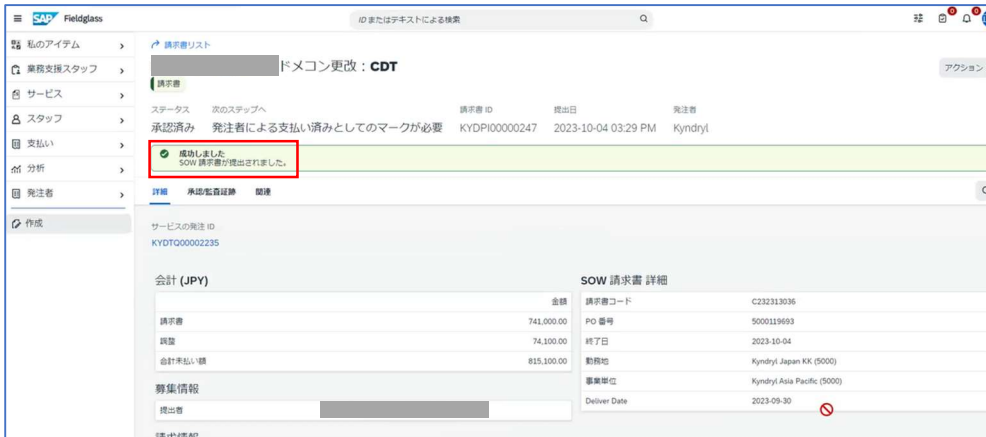 SAP Fieldglass
IDまたはテキストによる検索
0
0
私のアイテム
業務支援スタッフ
サービス
スタッフ
支払い
分析
発注者
作成
請求書リスト
ドメコン更改：CDT
アクション
請求書
ステータス 次のステップへ 請求書 ID 提出日 発注者
承認済み 発注者による支払い済みとしてのマークが必要 KYDPI00000247 2023-10-04 03:29 PM Kyndryl
成功しました
SOW 請求書が提出されました。
詳細 承認/監査証跡 関連
サービスの発注 ID
KYDTQ00002235
会計 (JPY)
金額
請求書 741,000.00
調整 74,100.00
合計未払い額 815,100.00
募集情報
提出者
請求情報
SOW 請求書 詳細
請求書コード C232313036
PO 番号 5000119693
終了日 2023-10-04
勤務地 Kyndryl Japan KK (5000)
事業単位 Kyndryl Asia Pacific (5000)
Deliver Date 2023-09-30